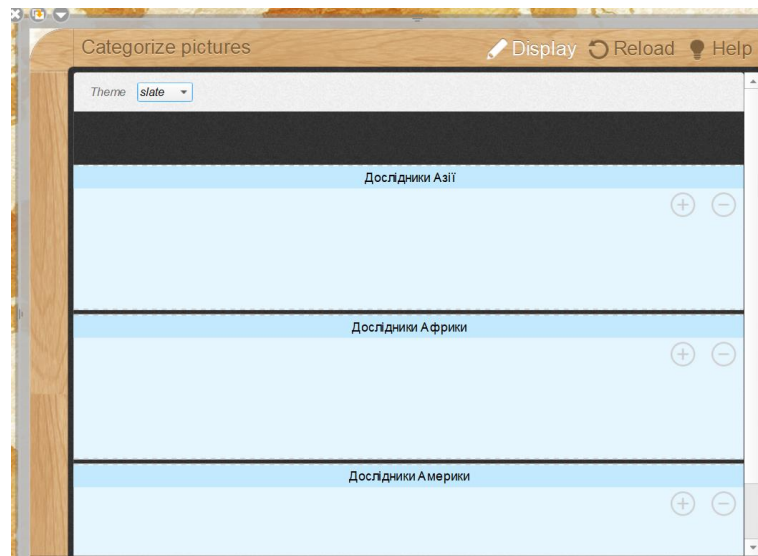 Categorize pictures Display Reload Help
Theme slate
Дослідники Азії
Дослідники Африки
Дослідники Америки